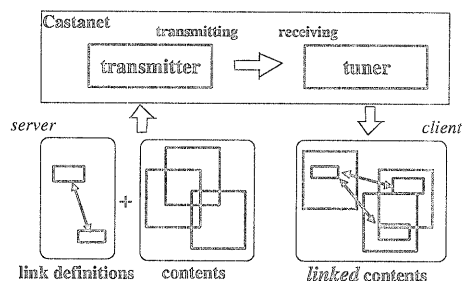 Castanet
transmitting receiving
transmitter tuner
server client
+
link definitions contents linked contents